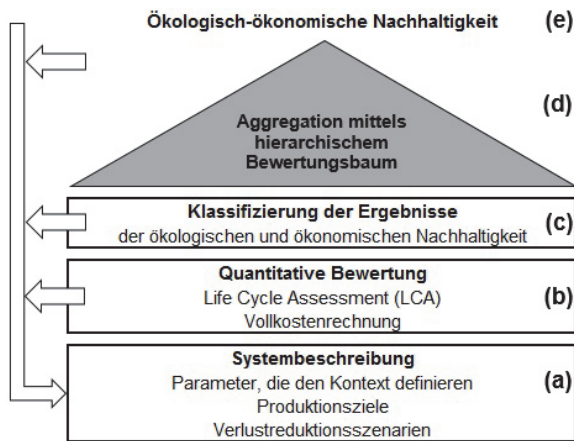 Ökologisch-ökonomische Nachhaltigkeit (e)
(d)
Aggregation mittels
hierarchischem
Bewertungsbaum
Klassifizierung der Ergebnisse
der ökologischen und ökonomischen Nachhaltigkeit
(c)
Quantitative Bewertung
Life Cycle Assessment (LCA)
Vollkostenrechnung
(b)
Systembeschreibung
Parameter, die den Kontext definieren
Produktionsziele
Verlustreduktionsszenarien
(a)